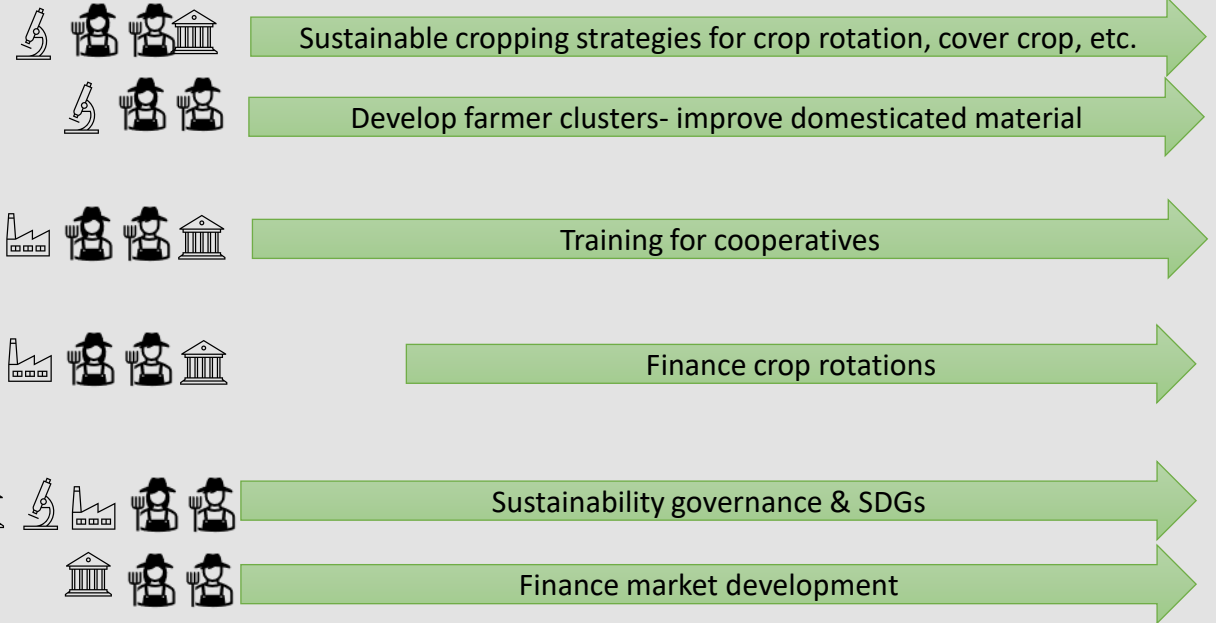 Sustainable cropping strategies for crop rotation, cover crop, etc.
Develop farmer clusters- improve domesticated material
Training for cooperatives
Finance crop rotations
Sustainability governance & SDGs
Finance market development